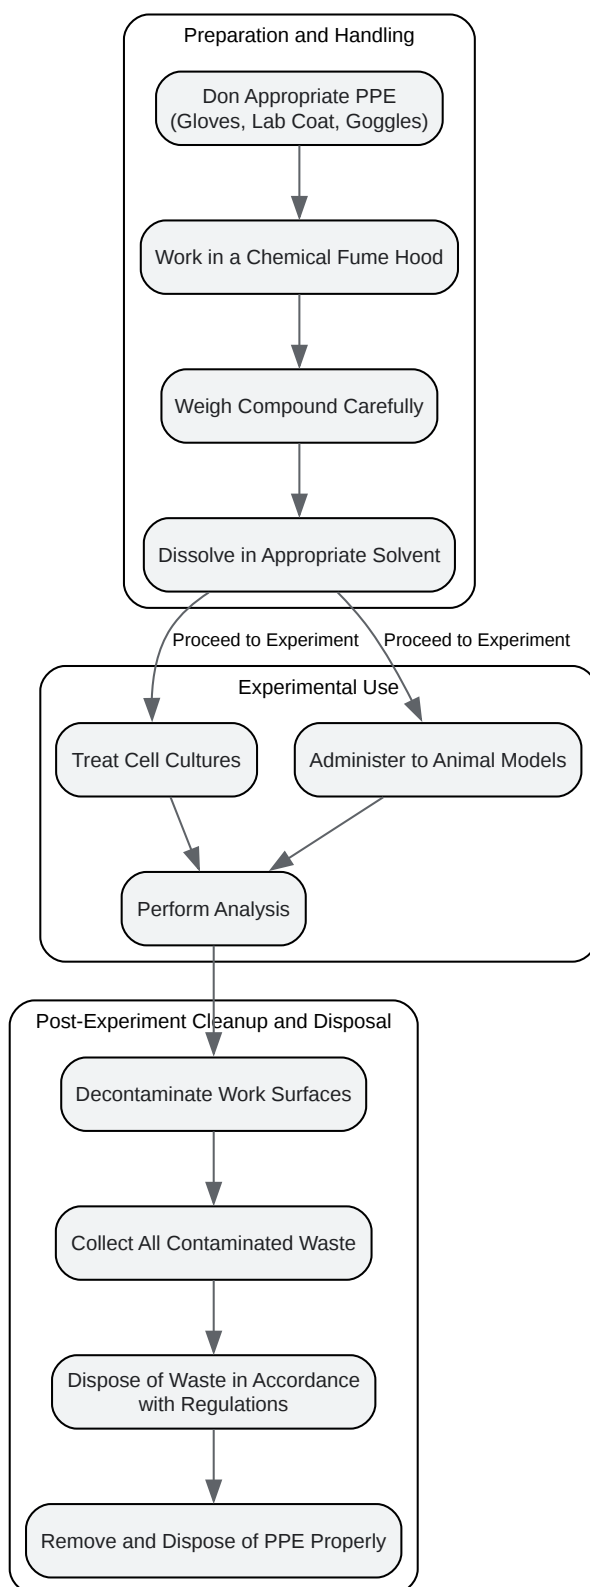 Preparation and Handling
Don Appropriate PPE
(Gloves, Lab Coat, Goggles)
Work in a Chemical Fume Hood
Weigh Compound Carefully
Dissolve in Appropriate Solvent
Proceed to Experiment
Proceed to Experiment
Experimental Use
Treat Cell Cultures
Administer to Animal Models
Perform Analysis
Post-Experiment Cleanup and Disposal
Decontaminate Work Surfaces
Collect All Contaminated Waste
Dispose of Waste in Accordance
with Regulations
Remove and Dispose of PPE Properly